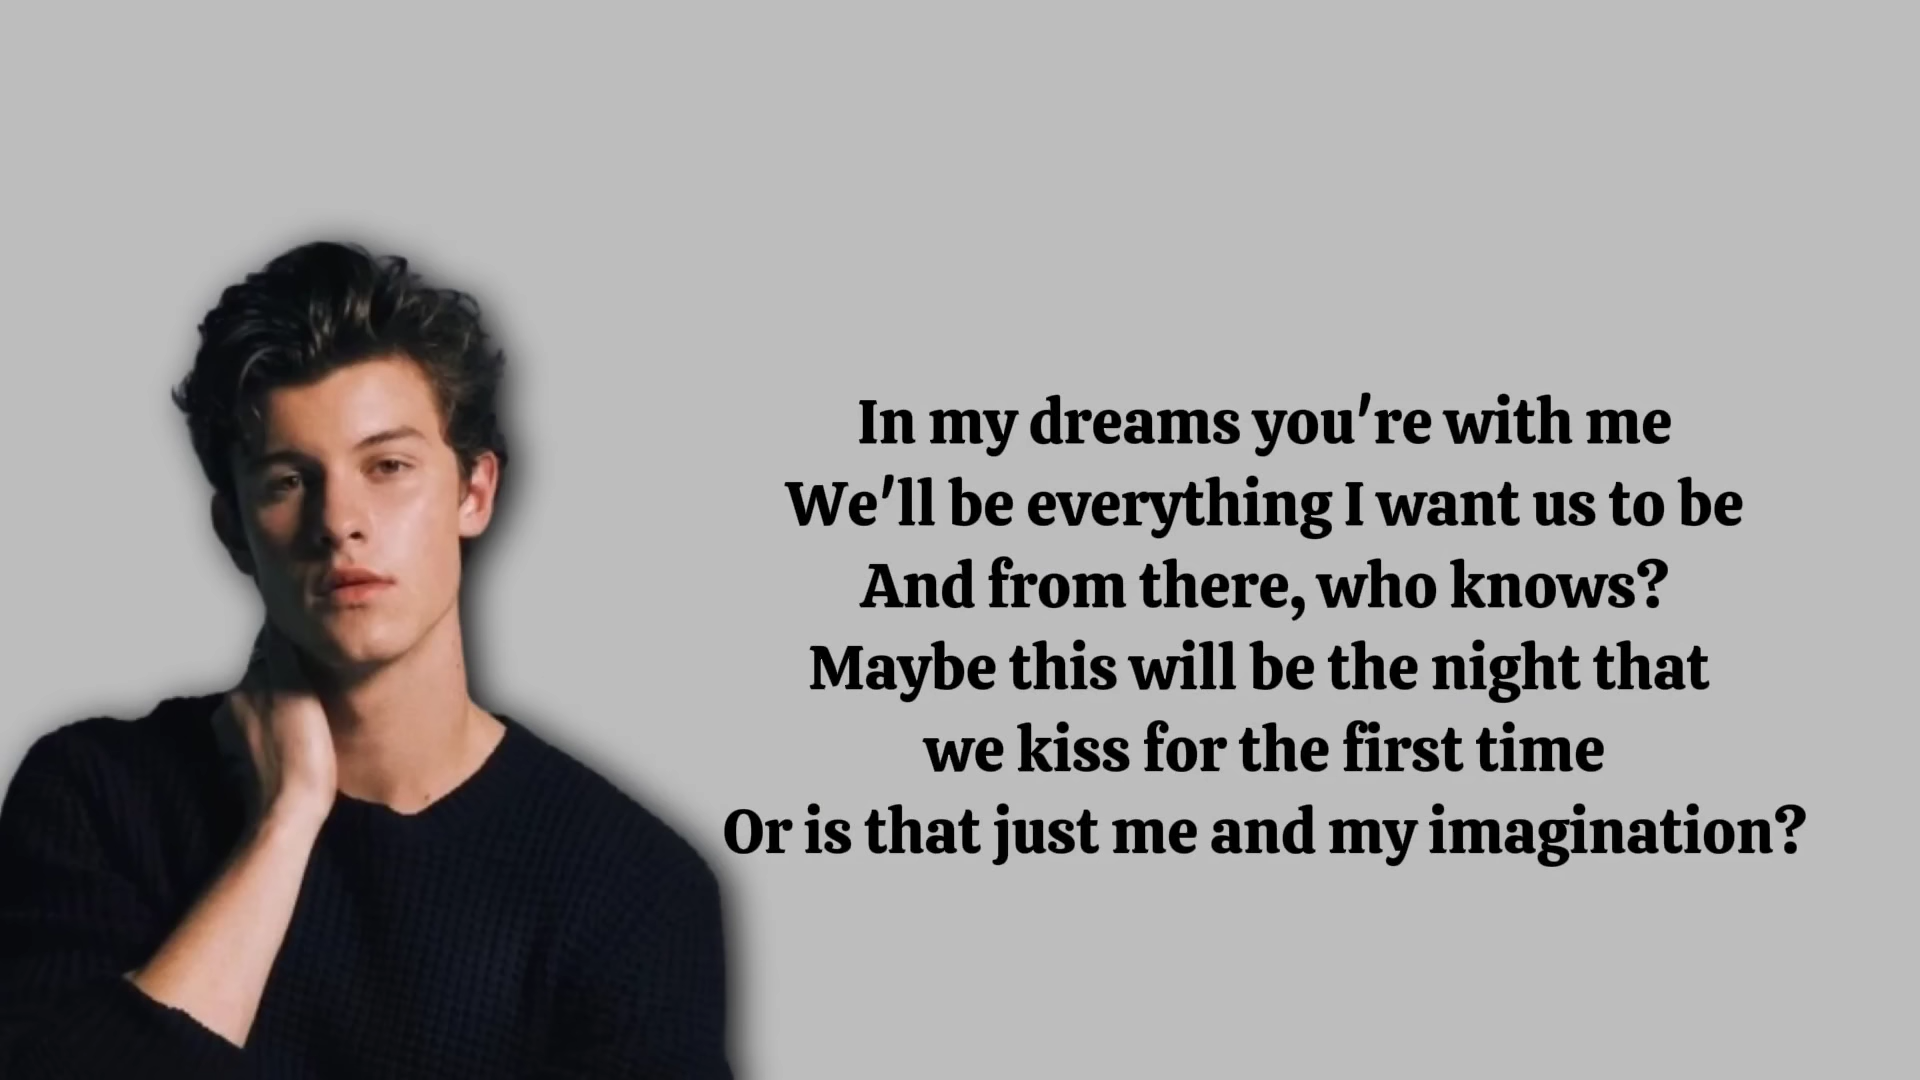 In my dreams you're with me
We'll be everything I want us to be
And from there, who knows?
Maybe this will be the night that
we kiss for the first time
Or is that just me and my imagination?